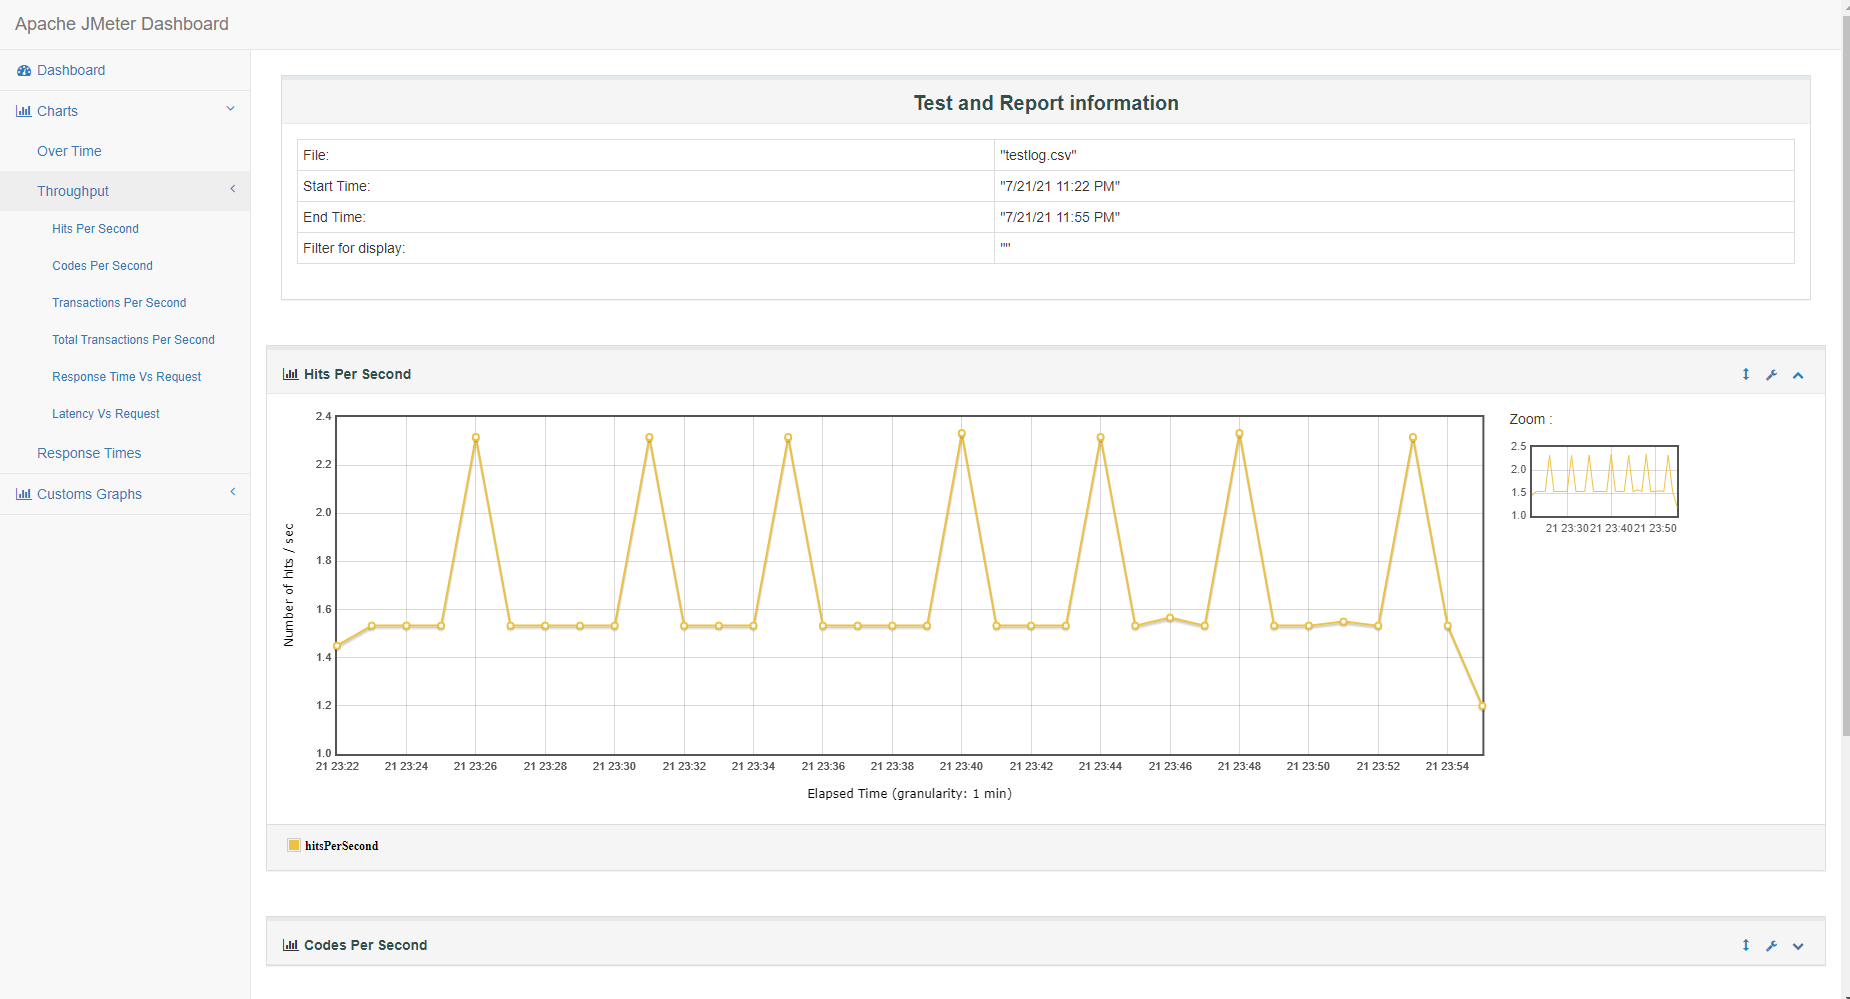 Apache JMeter Dashboard
Dashboard
Charts
Over Time
Throughput
Hits Per Second
Codes Per Second
Transactions Per Second
Total Transactions Per Second
Response Time Vs Request
Latency Vs Request
Response Times
Customs Graphs
Test and Report information
File: "testlog.csv"
Start Time: "7/21/21 11:22 PM"
End Time: "7/21/21 11:55 PM"
Filter for display: ""
Hits Per Second
2.4
2.2
2.0
1.8
1.6
1.4
1.2
1.0
Number of hits / sec
21 23:22 21 23:24 21 23:26 21 23:28 21 23:30 21 23:32 21 23:34 21 23:36 21 23:38 21 23:40 21 23:42 21 23:44 21 23:46 21 23:48 21 23:50 21 23:52 21 23:54
Elapsed Time (granularity: 1 min)
Zoom :
2.5
2.0
1.5
1.0
21 23:30 21 23:40 21 23:50
hitsPerSecond
Codes Per Second